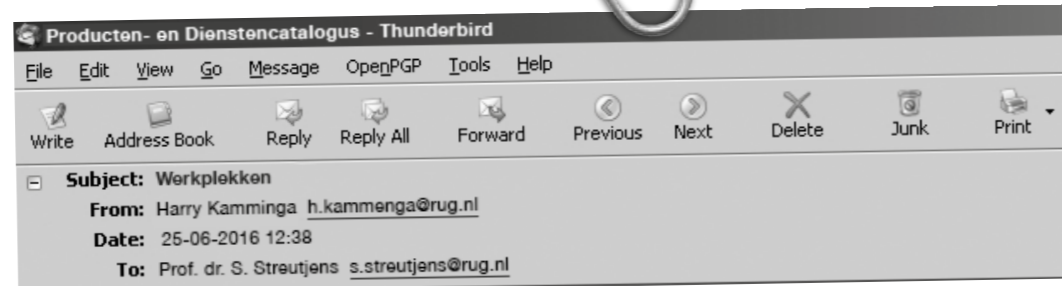 Producten- en Dienstencatalogus - Thunderbird
File Edit View Go Message OpenPGP Tools Help
Write Address Book Reply Reply All Forward Previous Next Delete Junk Print
Subject: Werkplekken
From: Harry Kamminga h.kammenga@rug.nl
Date: 25-06-2016 12:38
To: Prof. dr. S. Streutjens s.streutjens@rug.nl